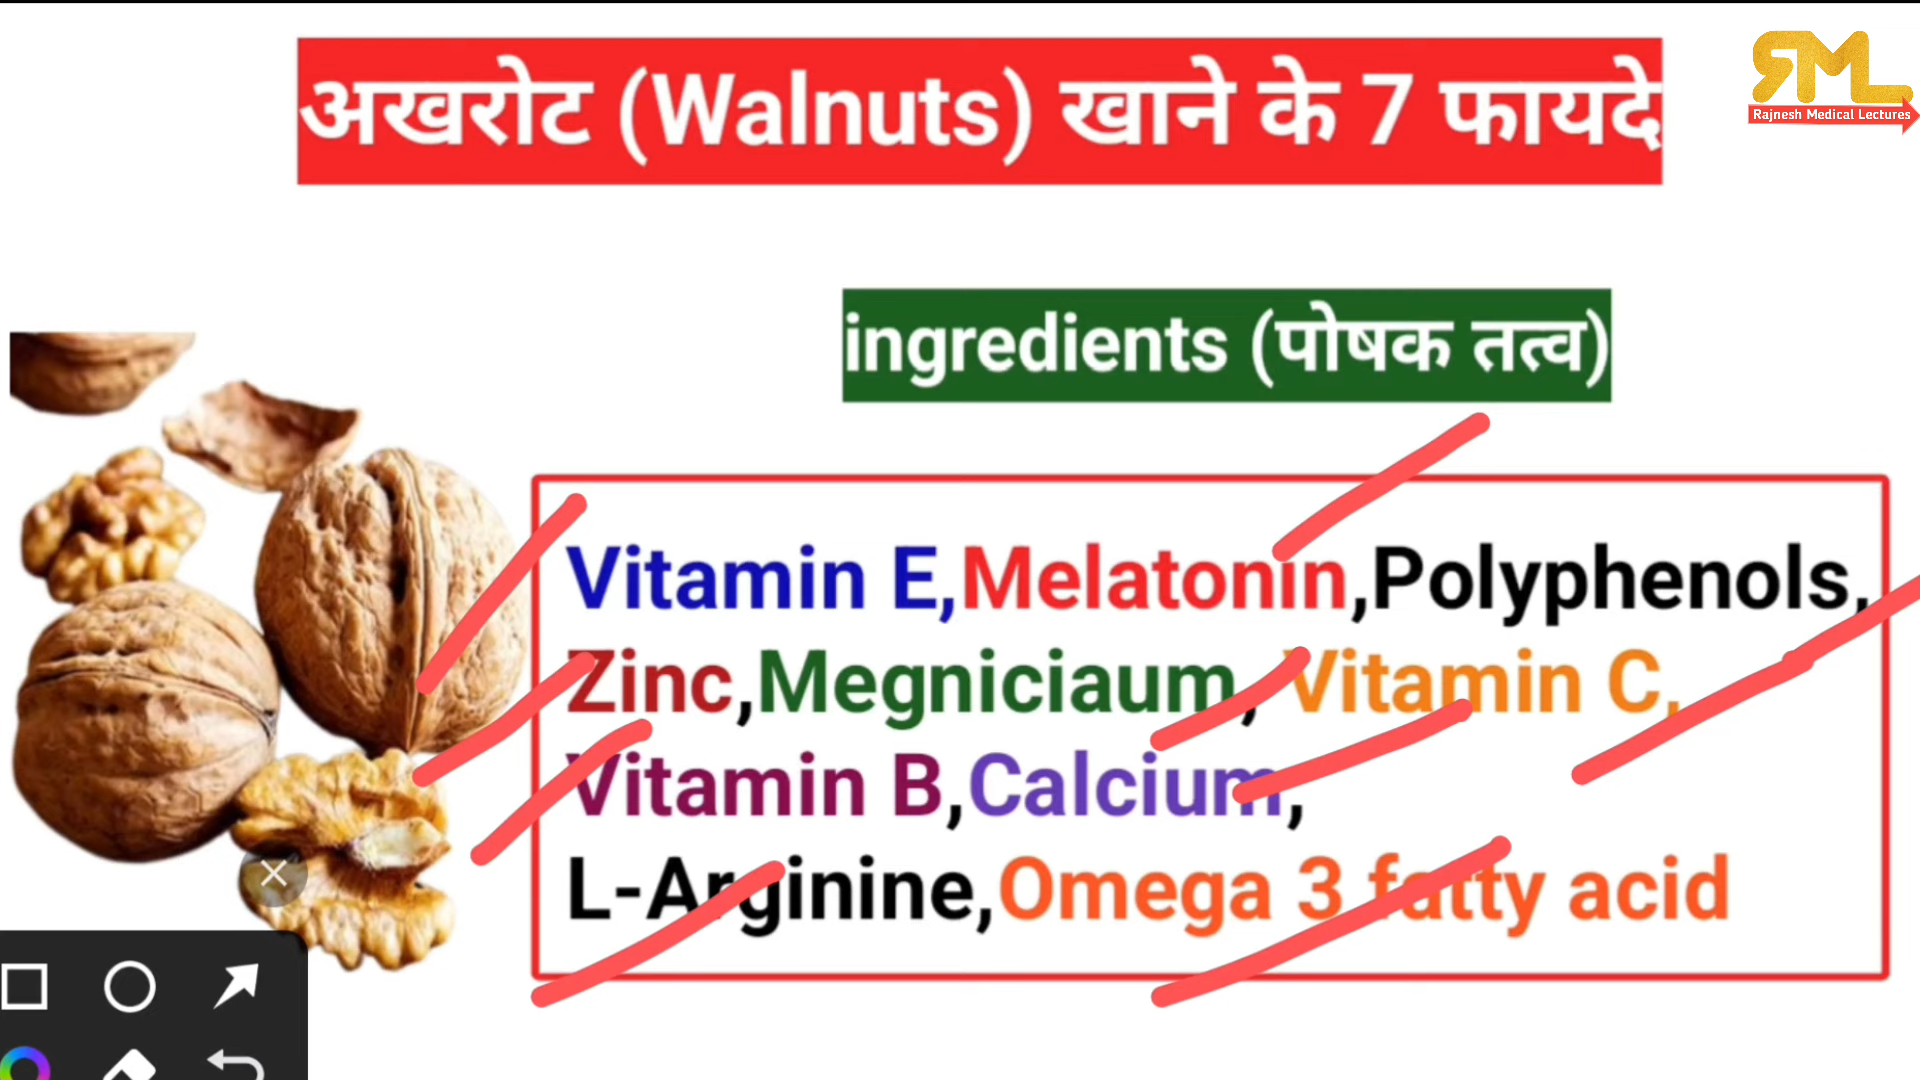 अखरोट (Walnuts) खाने के 7 फायदे
RML
Rajnesh Medical Lectures
ingredients (पोषक तत्व)
Vitamin E,Melatonin,Polyphenols,
Zinc,Megniciaum, Vitamin C,
Vitamin B,Calcium,
L-Arginine,Omega 3 fatty acid